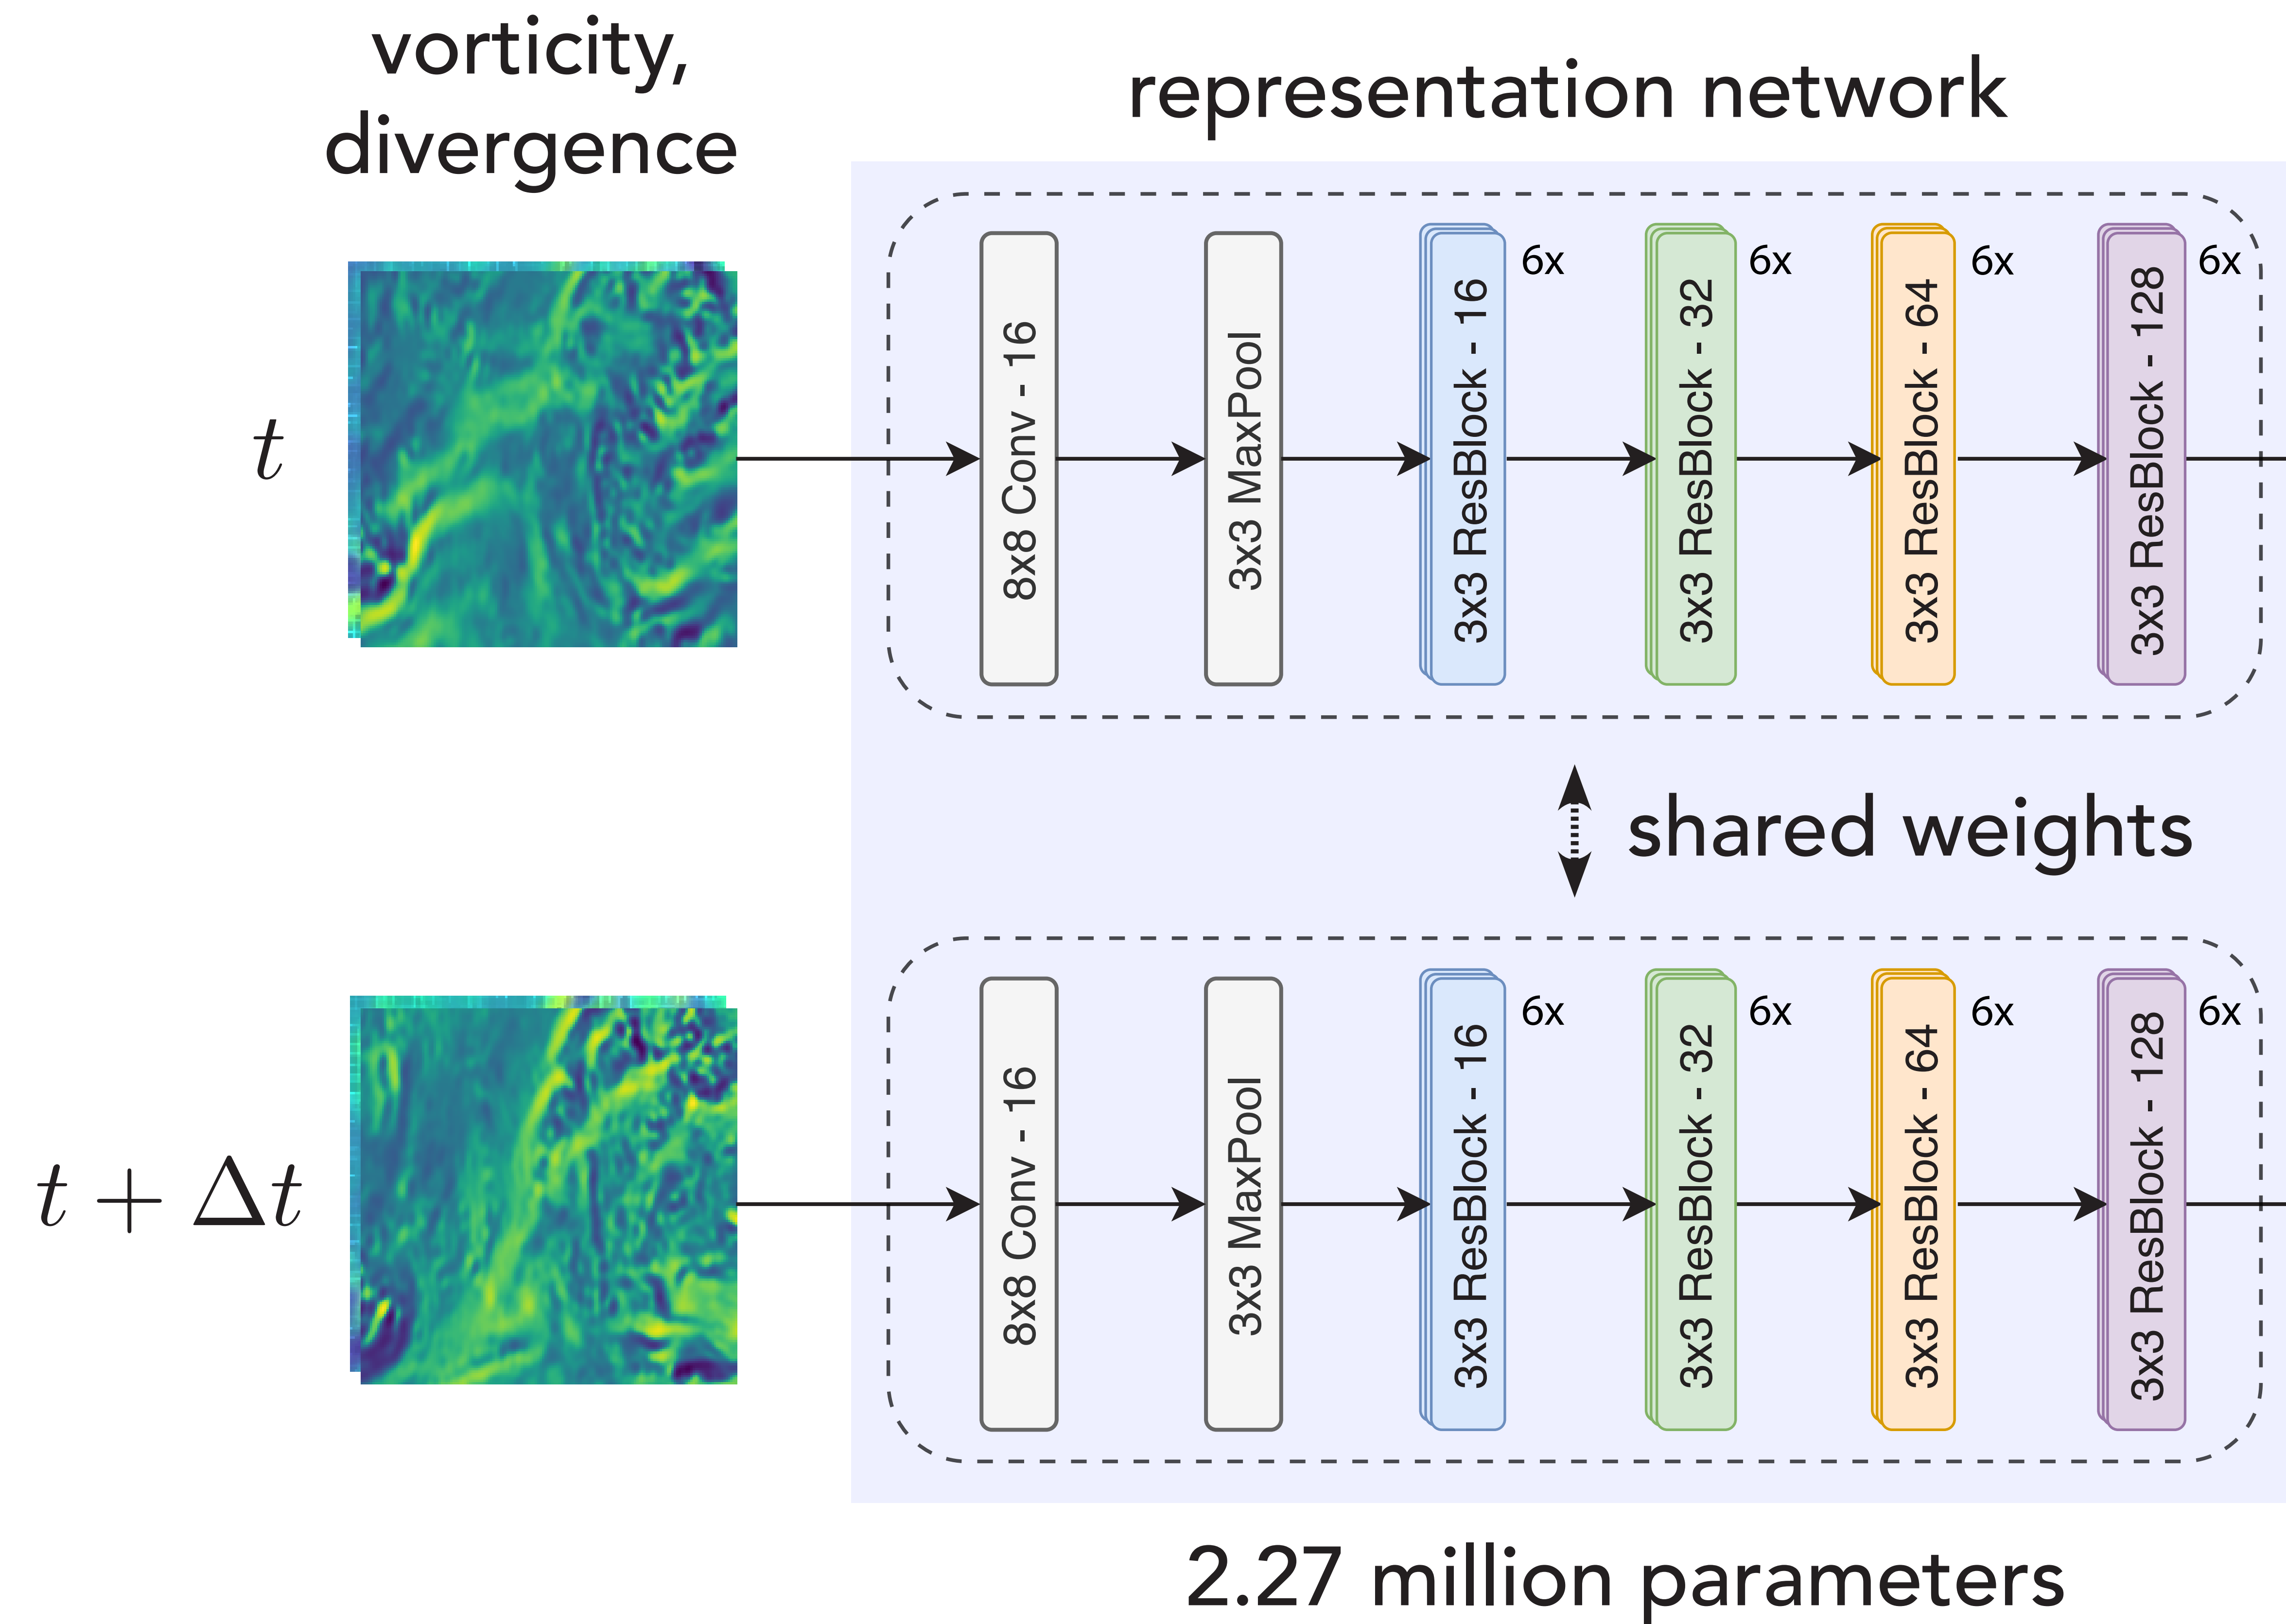 vorticity,
divergence
representation network
t
8x8 Conv - 16
3x3 MaxPool
3x3 ResBlock - 16
6x
3x3 ResBlock - 32
6x
3x3 ResBlock - 64
6x
3x3 ResBlock - 128
6x
shared weights
t + Δt
8x8 Conv - 16
3x3 MaxPool
3x3 ResBlock - 16
6x
3x3 ResBlock - 32
6x
3x3 ResBlock - 64
6x
3x3 ResBlock - 128
6x
2.27 million parameters